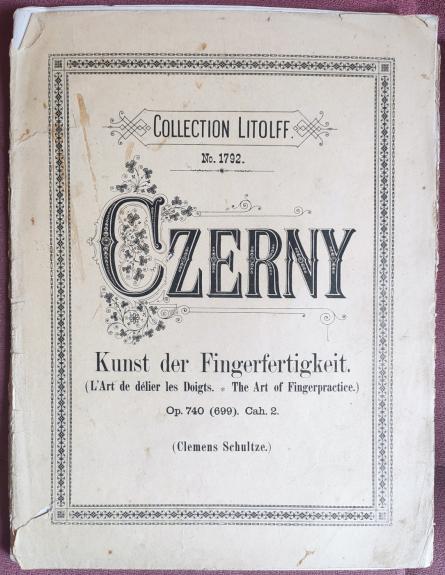 COLLECTION LITOLFF.
No. 1792.
CZERNY
Kunst der Fingerfertigkeit.
(L'Art de délier les Doigts. * The Art of Fingerpractice.)
Op. 740 (699). Cah. 2.
(Clemens Schultze.)